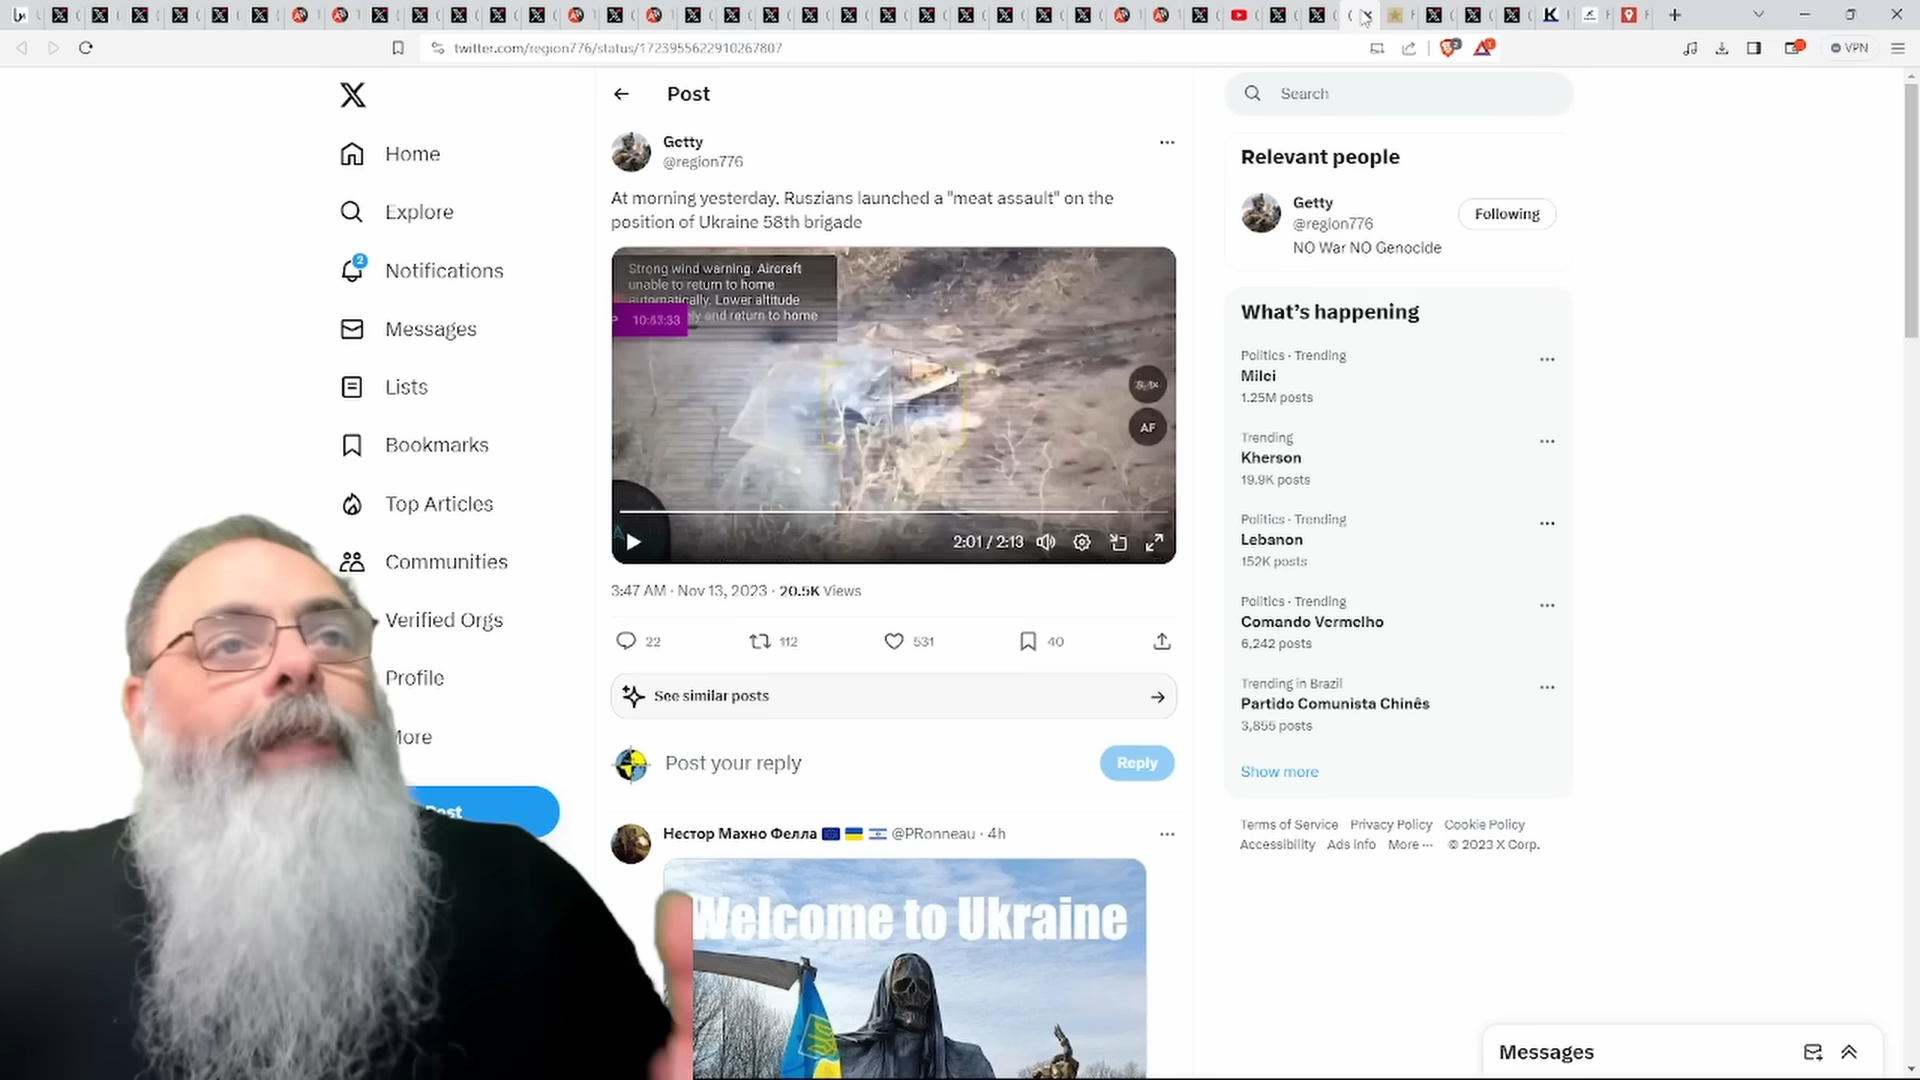 twitter.com/region776/status/1723955622910267807
VPN
Post
Search
Home
Explore
2
Notifications
Messages
Lists
Bookmarks
Top Articles
Communities
Verified Orgs
Profile
More
Post
Getty
@region776
At morning yesterday. Ruszians launched a "meat assault" on the
position of Ukraine 58th brigade
Strong wind warning. Aircraft
unable to return to home
automatically. Lower altitude
and return to home
10:53:33
AF
2:01 / 2:13
3:47 AM · Nov 13, 2023 · 20.5K Views
22
112
531
40
See similar posts
Post your reply
Reply
Нестор Махно Фелла @PRonneau · 4h
Welcome to Ukraine
Relevant people
Getty
@region776
Following
NO War NO Genocide
What’s happening
Politics · Trending
Milei
1.25M posts
Trending
Kherson
19.9K posts
Politics · Trending
Lebanon
152K posts
Politics · Trending
Comando Vermelho
6,242 posts
Trending in Brazil
Partido Comunista Chinês
3,855 posts
Show more
Terms of Service Privacy Policy Cookie Policy
Accessibility Ads info More ··· © 2023 X Corp.
Messages